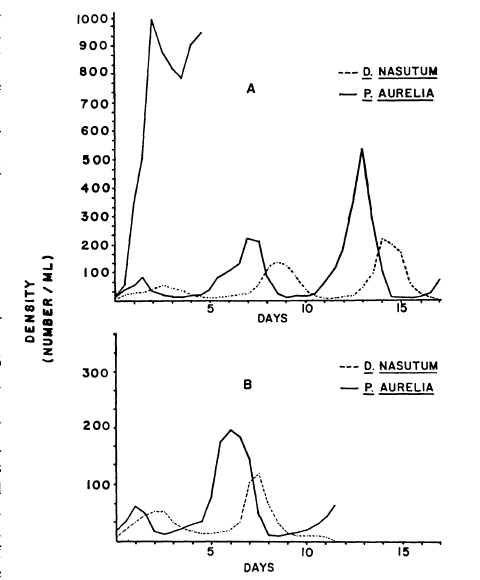 1000
900
800
700
600
500
400
300
200
100
A
--- D. NASUTUM
— P. AURELIA
5
10
15
DAYS
DENSITY
(NUMBER / ML)
300
200
100
B
--- D. NASUTUM
— P. AURELIA
5
10
15
DAYS